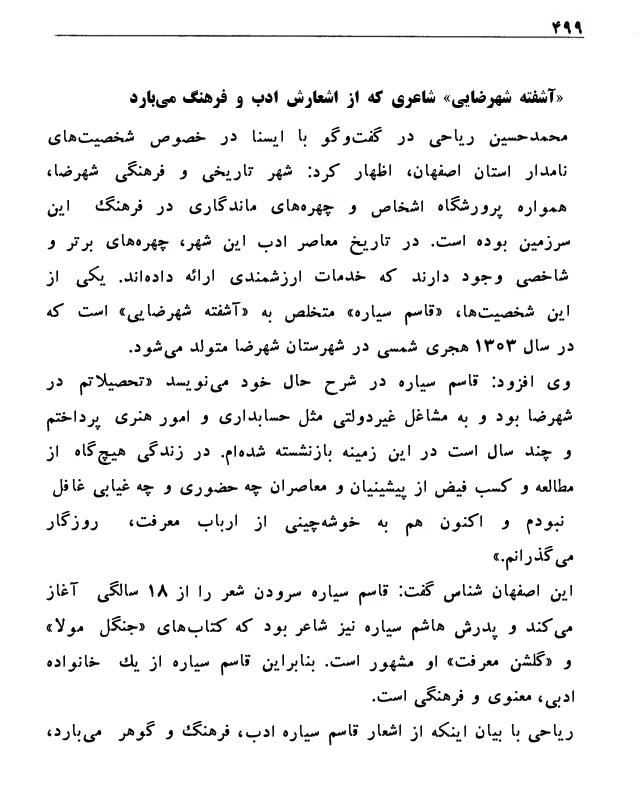 ۴۹۹
«آشفته شهرضایی» شاعری که از اشعارش ادب و فرهنگ می‌بارد
محمدحسین ریاحی در گفت‌وگو با ایسنا در خصوص شخصیت‌های
نامدار استان اصفهان، اظهار کرد: شهر تاریخی و فرهنگی شهرضا،
همواره پرورشگاه اشخاص و چهره‌های ماندگاری در فرهنگ این
سرزمین بوده است. در تاریخ معاصر ادب این شهر، چهره‌های برتر و
شاخصی وجود دارند که خدمات ارزشمندی ارائه داده‌اند. یکی از
این شخصیت‌ها، «قاسم سیاره» متخلص به «آشفته شهرضایی» است که
در سال ۱۳۰۳ هجری شمسی در شهرستان شهرضا متولد می‌شود.
وی افزود: قاسم سیاره در شرح حال خود می‌نویسد «تحصیلاتم در
شهرضا بود و به مشاغل غیردولتی مثل حسابداری و امور هنری پرداختم
و چند سال است در این زمینه بازنشسته شده‌ام. در زندگی هیچ‌گاه از
مطالعه و کسب فیض از پیشینیان و معاصران چه حضوری و چه غیابی غافل
نبودم و اکنون هم به خوشه‌چینی از ارباب معرفت، روزگار
می‌گذرانم.»
این اصفهان شناس گفت: قاسم سیاره سرودن شعر را از ۱۸ سالگی آغاز
می‌کند و پدرش هاشم سیاره نیز شاعر بود که کتاب‌های «جنگل مولا»
و «گلشن معرفت» او مشهور است. بنابراین قاسم سیاره از یك خانواده
ادبی، معنوی و فرهنگی است.
ریاحی با بیان اینکه از اشعار قاسم سیاره ادب، فرهنگ و گوهر می‌بارد،